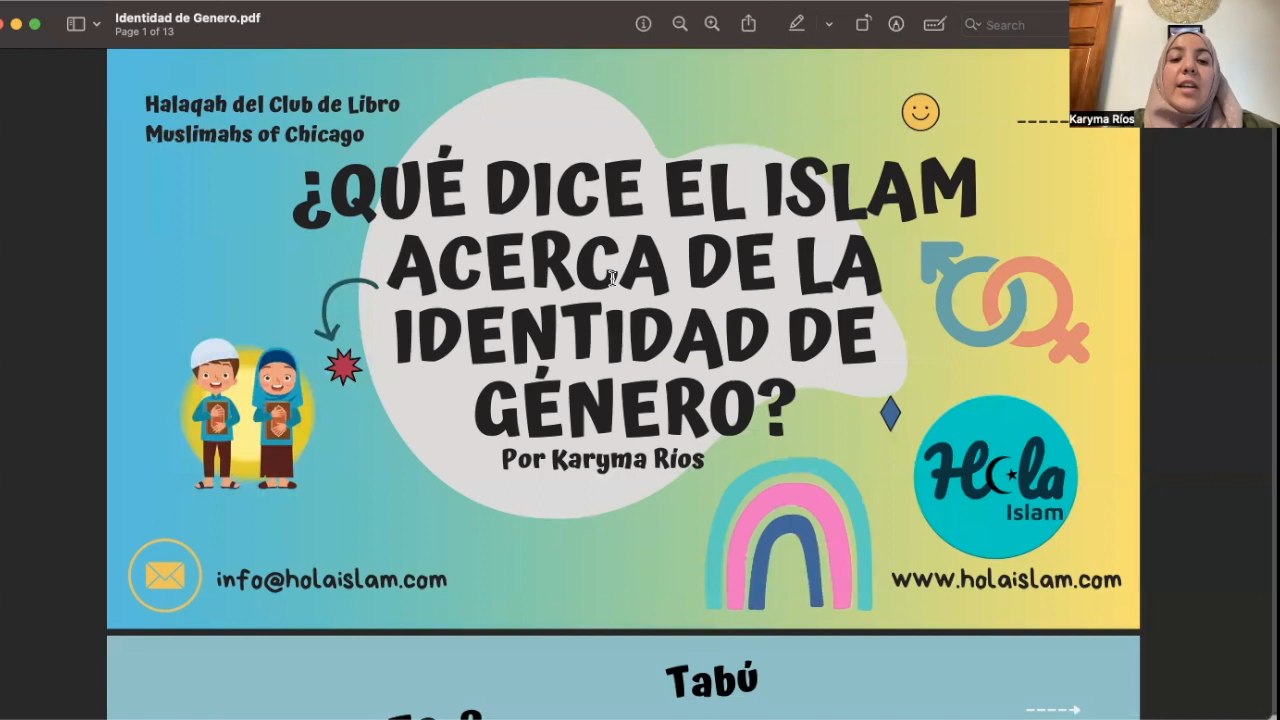 Identidad de Genero.pdf
Page 1 of 13
Search
Karyma Ríos
Halaqah del Club de Libro
Muslimahs of Chicago
¿QUÉ DICE EL ISLAM
ACERCA DE LA
IDENTIDAD DE
GÉNERO?
Por Karyma Ríos
Hola
Islam
info@holaislam.com
www.holaislam.com
Tabú